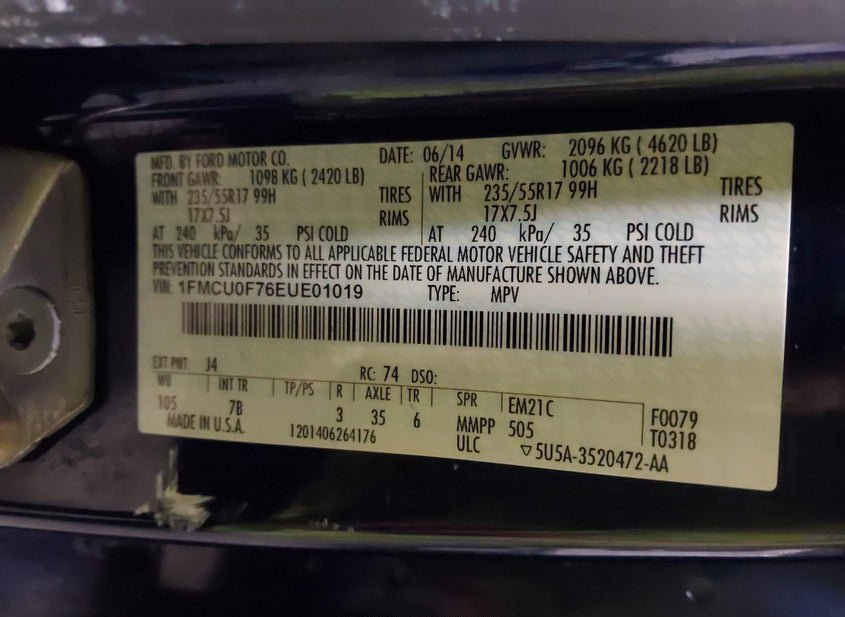 MFD. BY FORD MOTOR CO. DATE: 06/14 GVWR: 2096 KG ( 4620 LB)
FRONT GAWR: 1098 KG ( 2420 LB) REAR GAWR: 1006 KG ( 2218 LB)
WITH 235/55R17 99H TIRES WITH 235/55R17 99H TIRES
17X7.5J RIMS 17X7.5J RIMS
AT 240 kPa/ 35 PSI COLD AT 240 kPa/ 35 PSI COLD
THIS VEHICLE CONFORMS TO ALL APPLICABLE FEDERAL MOTOR VEHICLE SAFETY AND THEFT
PREVENTION STANDARDS IN EFFECT ON THE DATE OF MANUFACTURE SHOWN ABOVE.
VIN: 1FMCU0F76EUE01019 TYPE: MPV
EXT PNT: J4 RC: 74 DSO:
WB INT TR TP/PS R AXLE TR SPR EM21C F0079
105 7B 3 35 6 MMPP 505 T0318
MADE IN U.S.A. 1201406264176 ULC ▽5U5A-3520472-AA